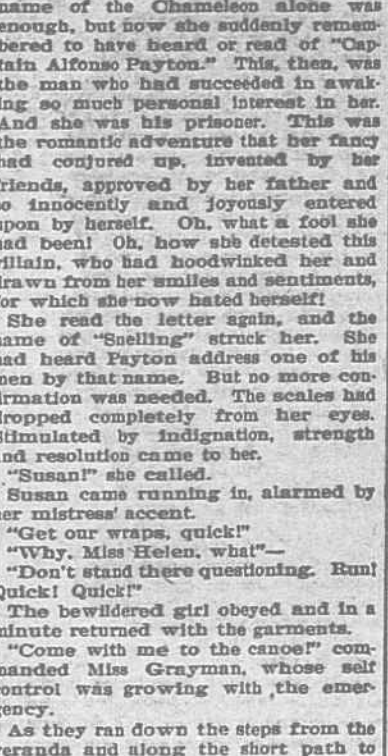 name of the Chameleon alone was
enough, but now she suddenly remem-
bered to have heard or read of "Cap-
tain Alfonso Payton." This, then, was
the man who had succeeded in awak-
ing so much personal interest in her.
And she was his prisoner. This was
the romantic adventure that her fancy
had conjured up, invented by her
friends, approved by her father and
so innocently and joyously entered
upon by herself. Oh, what a fool she
had been! Oh, how she detested this
villain, who had hoodwinked her and
drawn from her smiles and sentiments,
for which she now hated herself!
She read the letter again, and the
name of "Snelling" struck her. She
had heard Payton address one of his
men by that name. But no more con-
firmation was needed. The scales had
dropped completely from her eyes.
Stimulated by indignation, strength
and resolution came to her.
"Susan!" she called.
Susan came running in, alarmed by
her mistress' accent.
"Get our wraps, quick!"
"Why, Miss Helen, what"—
"Don't stand there questioning. Run!
Quick! Quick!"
The bewildered girl obeyed and in a
minute returned with the garments.
"Come with me to the canoe!" com-
manded Miss Grayman, whose self
control was growing with the emer-
gency.
As they ran down the steps from the
veranda and along the short path to